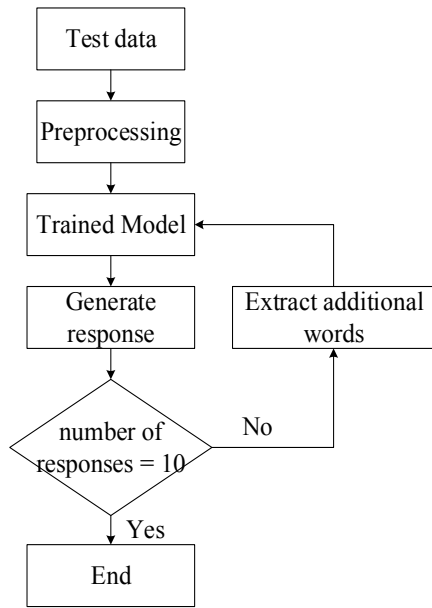 Test data
Preprocessing
Trained Model
Generate
response
Extract additional
words
number of
responses = 10
No
Yes
End